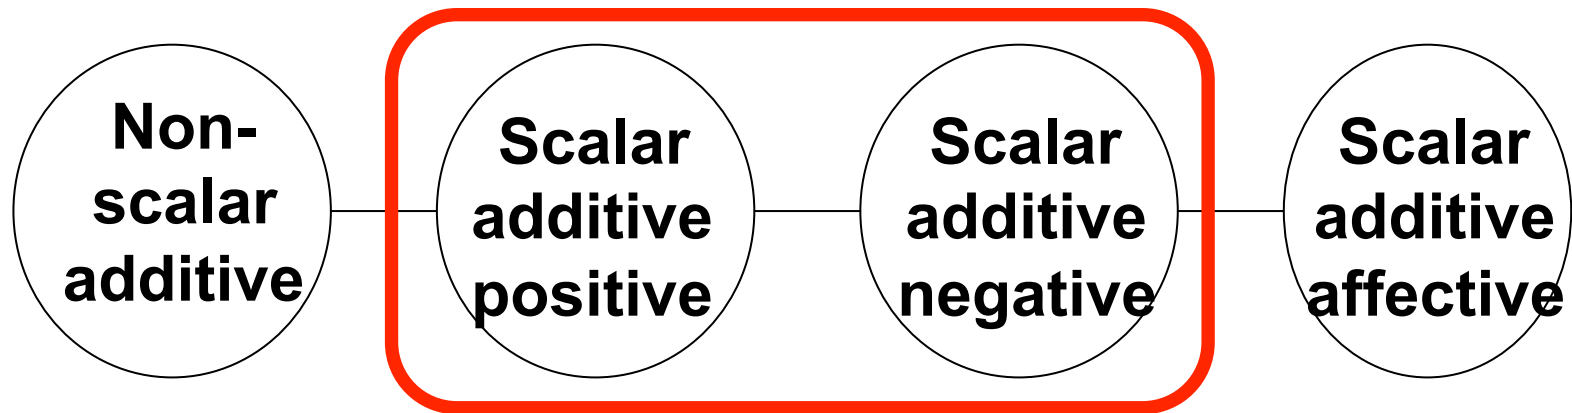 Non-
scalar
additive
Scalar
additive
positive
Scalar
additive
negative
Scalar
additive
affective